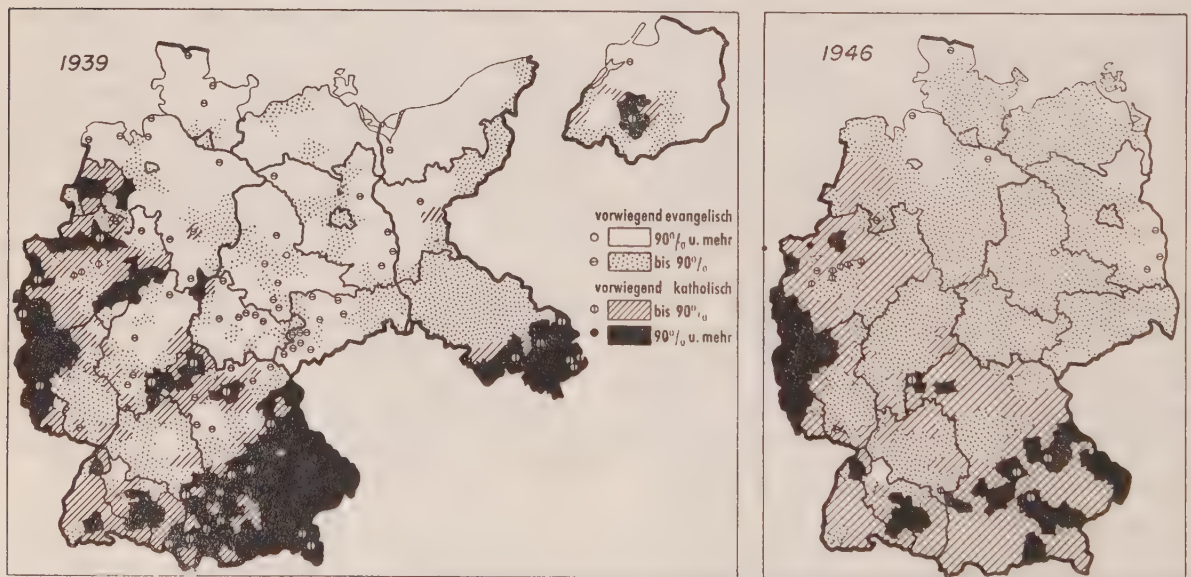 1939
1946
vorwiegend evangelisch
90% u. mehr
bis 90%
vorwiegend katholisch
bis 90%
90% u. mehr